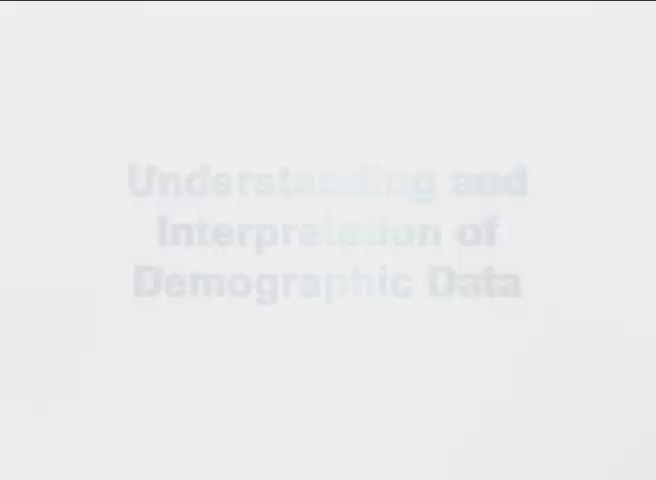 Understanding and
Interpretation of
Demographic Data